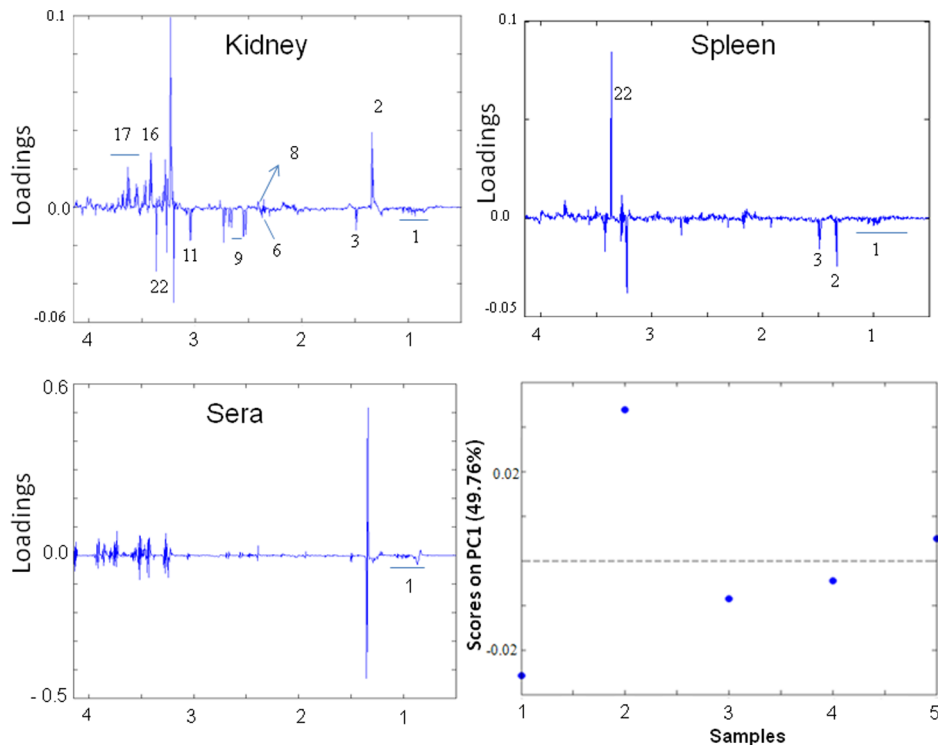 Kidney
Loadings
0.1
0.0
-0.06
17 16 22 11 9 8 6 2 3 1
4 3 2 1
Spleen
Loadings
0.1
0.0
-0.05
22 3 2 1
4 3 2 1
Sera
Loadings
0.6
0.0
- 0.5
1
4 3 2 1
Scores on PC1 (49.76%)
0.02
-0.02
1 2 3 4 5
Samples